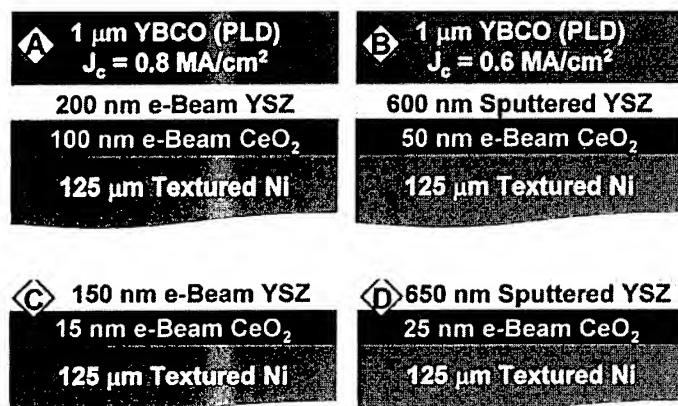 A 1 μm YBCO (PLD)
J_c = 0.8 MA/cm²
200 nm e-Beam YSZ
100 nm e-Beam CeO₂
125 μm Textured Ni
B 1 μm YBCO (PLD)
J_c = 0.6 MA/cm²
600 nm Sputtered YSZ
50 nm e-Beam CeO₂
125 μm Textured Ni
C 150 nm e-Beam YSZ
15 nm e-Beam CeO₂
125 μm Textured Ni
D 650 nm Sputtered YSZ
25 nm e-Beam CeO₂
125 μm Textured Ni